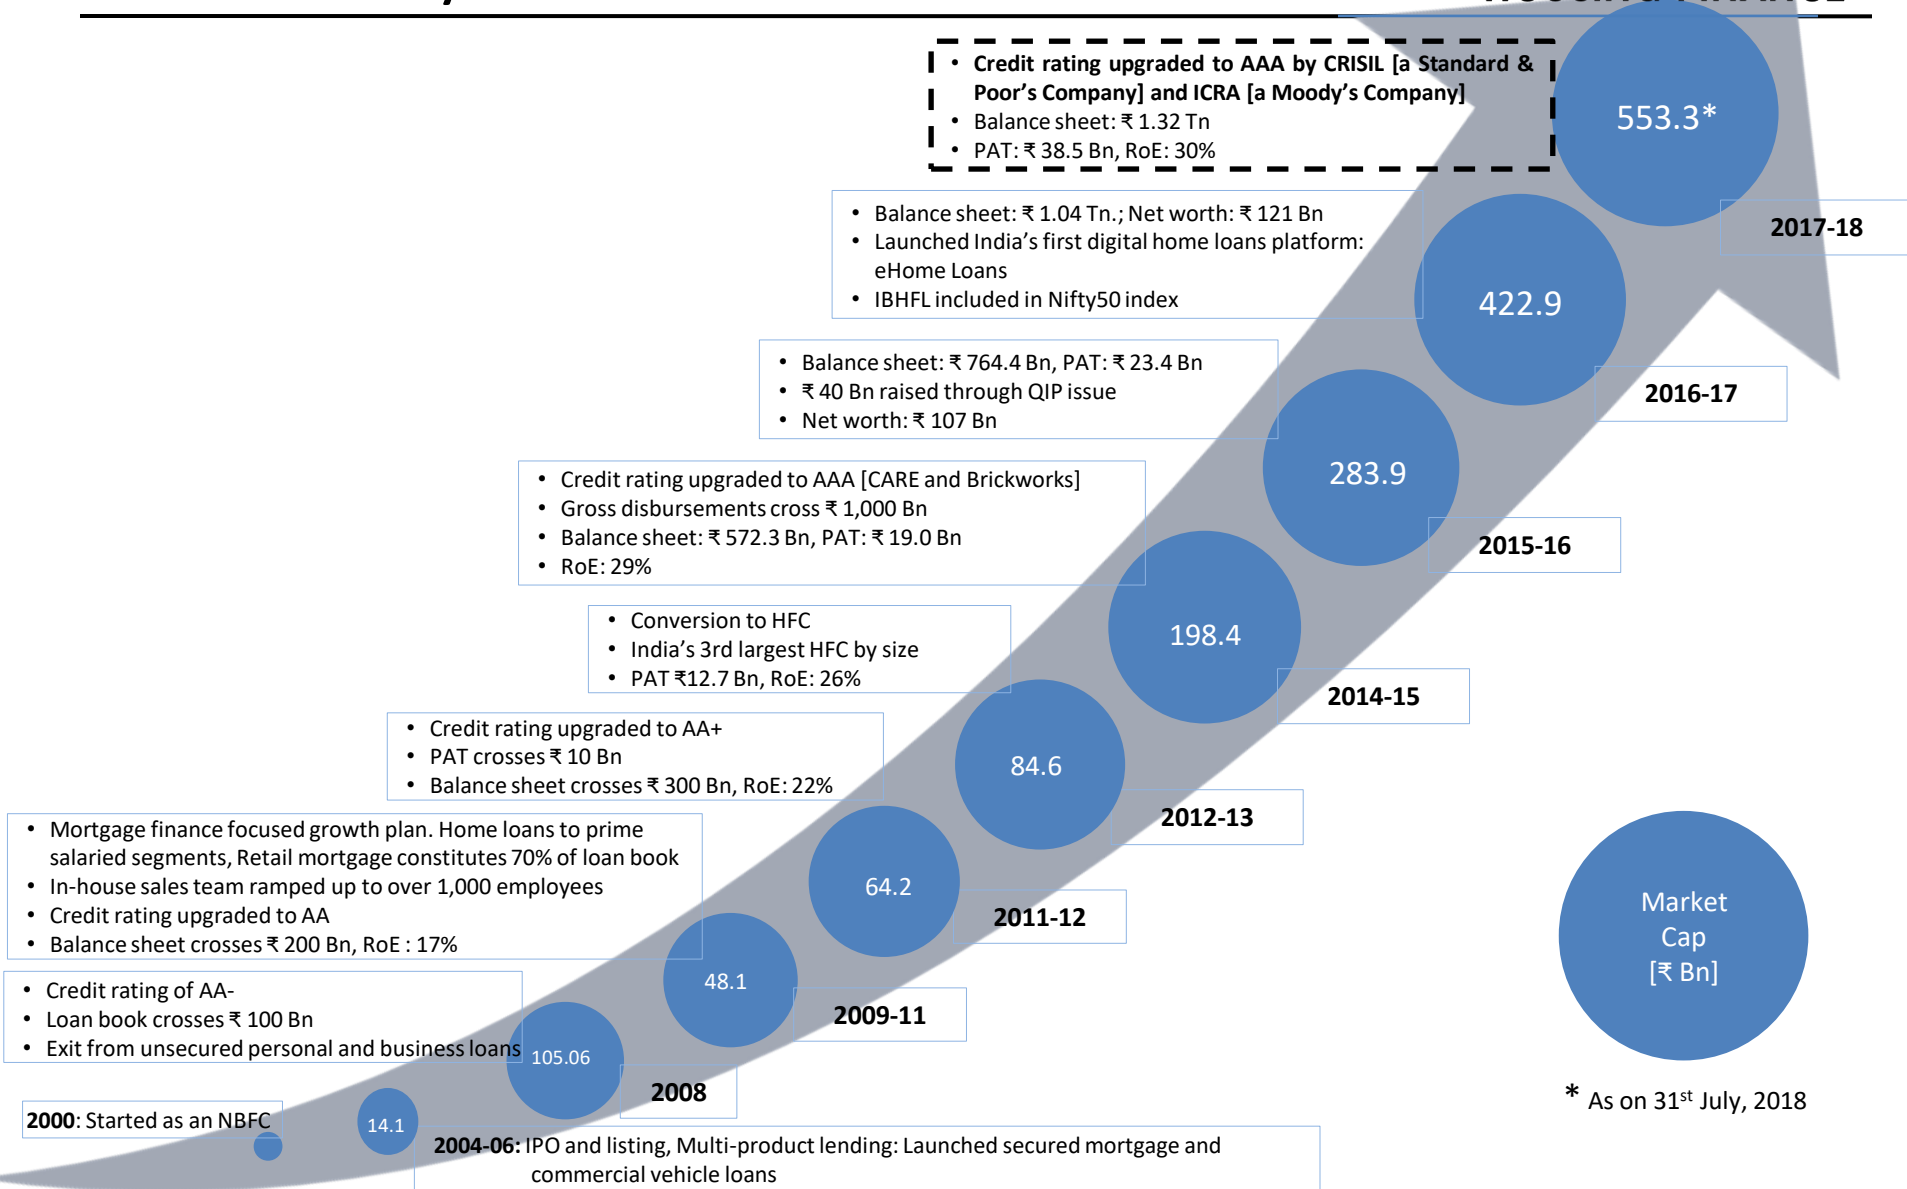 • Credit rating upgraded to AAA by CRISIL [a Standard &
Poor's Company] and ICRA [a Moody's Company]
• Balance sheet: ₹ 1.32 Tn
• PAT: ₹ 38.5 Bn, RoE: 30%
553.3*
2017-18
• Balance sheet: ₹ 1.04 Tn.; Net worth: ₹ 121 Bn
• Launched India's first digital home loans platform:
eHome Loans
• IBHFL included in Nifty50 index
422.9
2016-17
• Balance sheet: ₹ 764.4 Bn, PAT: ₹ 23.4 Bn
• ₹ 40 Bn raised through QIP issue
• Net worth: ₹ 107 Bn
283.9
2015-16
• Credit rating upgraded to AAA [CARE and Brickworks]
• Gross disbursements cross ₹ 1,000 Bn
• Balance sheet: ₹ 572.3 Bn, PAT: ₹ 19.0 Bn
• RoE: 29%
198.4
2014-15
• Conversion to HFC
• India's 3rd largest HFC by size
• PAT ₹12.7 Bn, RoE: 26%
84.6
2012-13
• Credit rating upgraded to AA+
• PAT crosses ₹ 10 Bn
• Balance sheet crosses ₹ 300 Bn, RoE: 22%
64.2
2011-12
• Mortgage finance focused growth plan. Home loans to prime
salaried segments, Retail mortgage constitutes 70% of loan book
• In-house sales team ramped up to over 1,000 employees
• Credit rating upgraded to AA
• Balance sheet crosses ₹ 200 Bn, RoE : 17%
48.1
2009-11
• Credit rating of AA-
• Loan book crosses ₹ 100 Bn
• Exit from unsecured personal and business loans
105.06
2008
2000: Started as an NBFC
14.1
2004-06: IPO and listing, Multi-product lending: Launched secured mortgage and
commercial vehicle loans
Market
Cap
[₹ Bn]
* As on 31st July, 2018